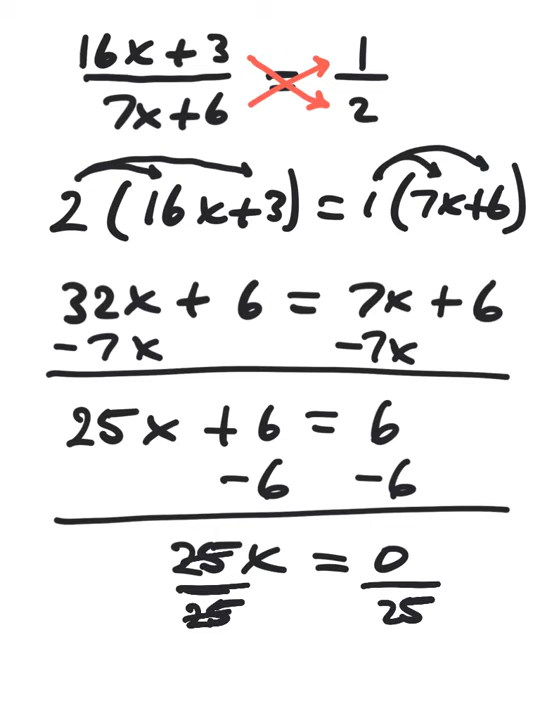 16x+3 = 1
7x+6 2
2(16x+3) = 1(7x+6)
32x + 6 = 7x + 6
-7x -7x
25x + 6 = 6
-6 -6
25x = 0
25 25